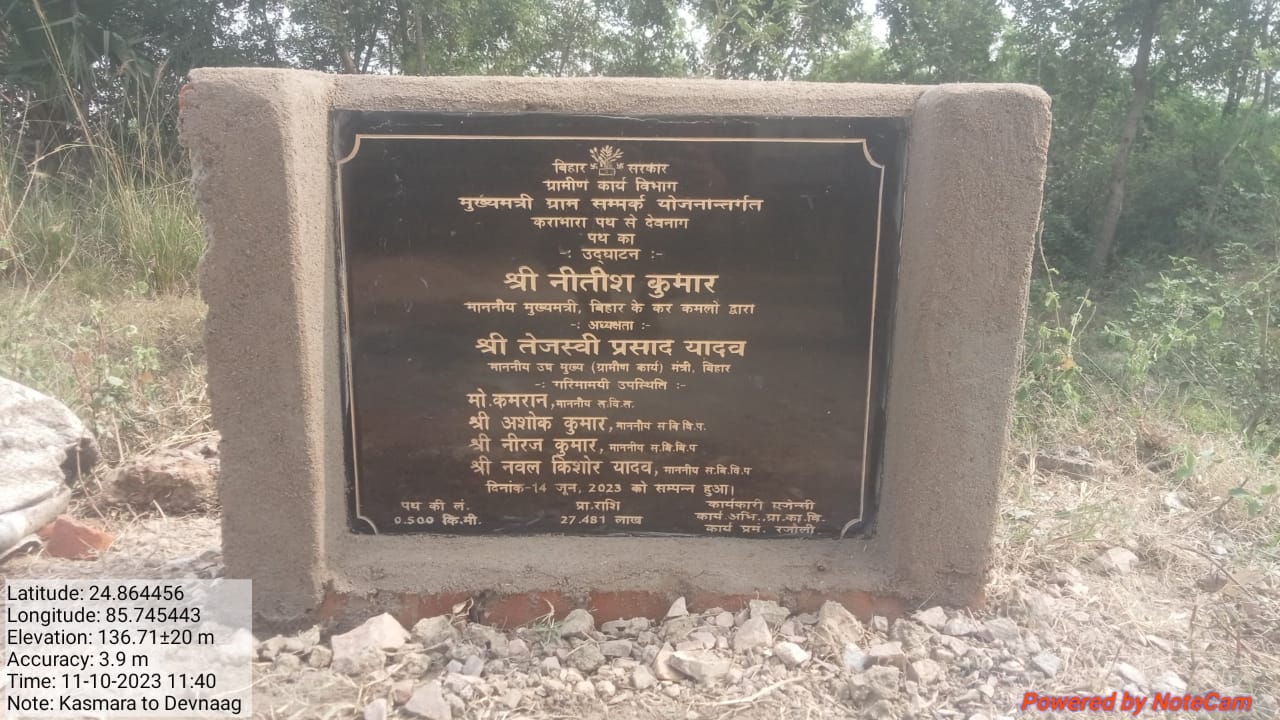 बिहार सरकार
ग्रामीण कार्य विभाग
मुख्यमंत्री ग्राम सम्पर्क योजनान्तर्गत
कराभारा पथ से देवनाग
पथ का
-: उद्घाटन :-
श्री नीतीश कुमार
माननीय मुख्यमंत्री, बिहार के कर कमलो द्वारा
-: अध्यक्षता :-
श्री तेजस्वी प्रसाद यादव
माननीय उप मुख्य (ग्रामीण कार्य) मंत्री, बिहार
-: गरिमामयी उपस्थिति :-
मो.कमरान, माननीय स.वि.स.
श्री अशोक कुमार, माननीय स.बि.वि.प.
श्री नीरज कुमार, माननीय स.बि.बि.प
श्री नवल किशोर यादव, माननीय स.बि.वि.प
दिनांक-14 जून, 2023 को सम्पन्न हुआ।
पथ की लं. प्रा.राशि कार्यकारी एजेन्सी
0.500 कि.मी. 27.481 लाख कार्य अभि.,ग्रा.का.वि.
कार्य प्रमं. रजौली
Latitude: 24.864456
Longitude: 85.745443
Elevation: 136.71±20 m
Accuracy: 3.9 m
Time: 11-10-2023 11:40
Note: Kasmara to Devnaag
Powered by NoteCam